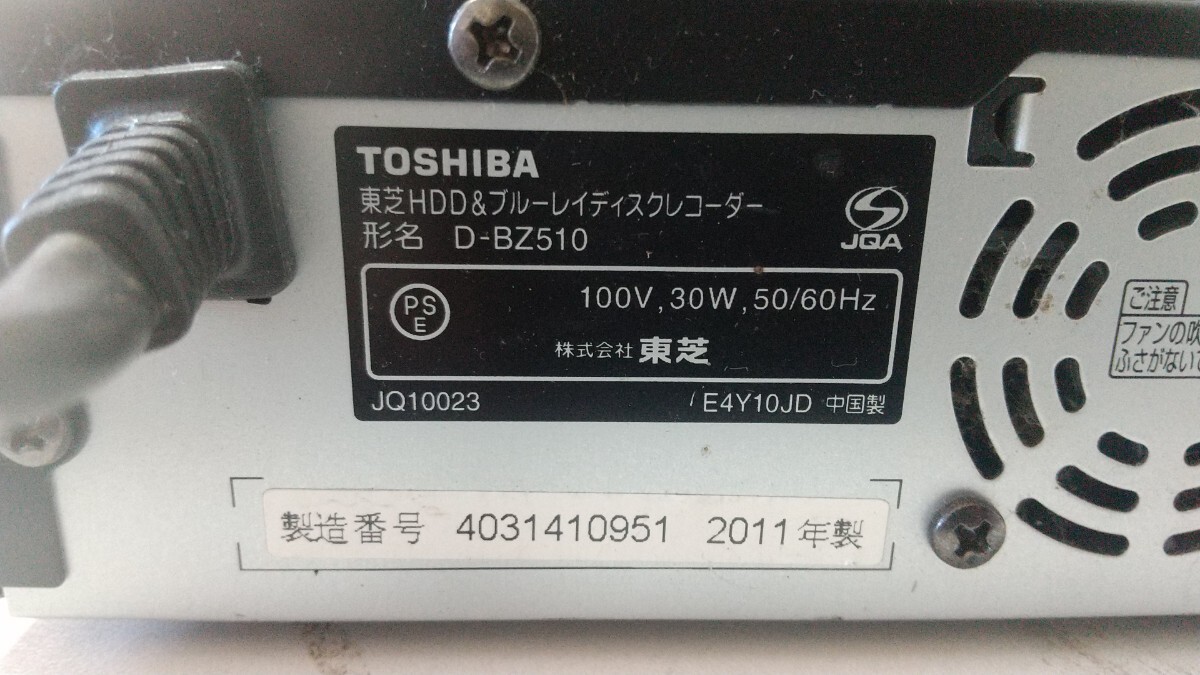 TOSHIBA
東芝HDD&ブルーレイディスクレコーダー
形名 D-BZ510
JQA
PS
E
100V, 30W, 50/60Hz
株式会社 東芝
JQ10023
E4Y10JD 中国製
製造番号 4031410951 2011年製
ご注意
ファンの吹
ふさがないで